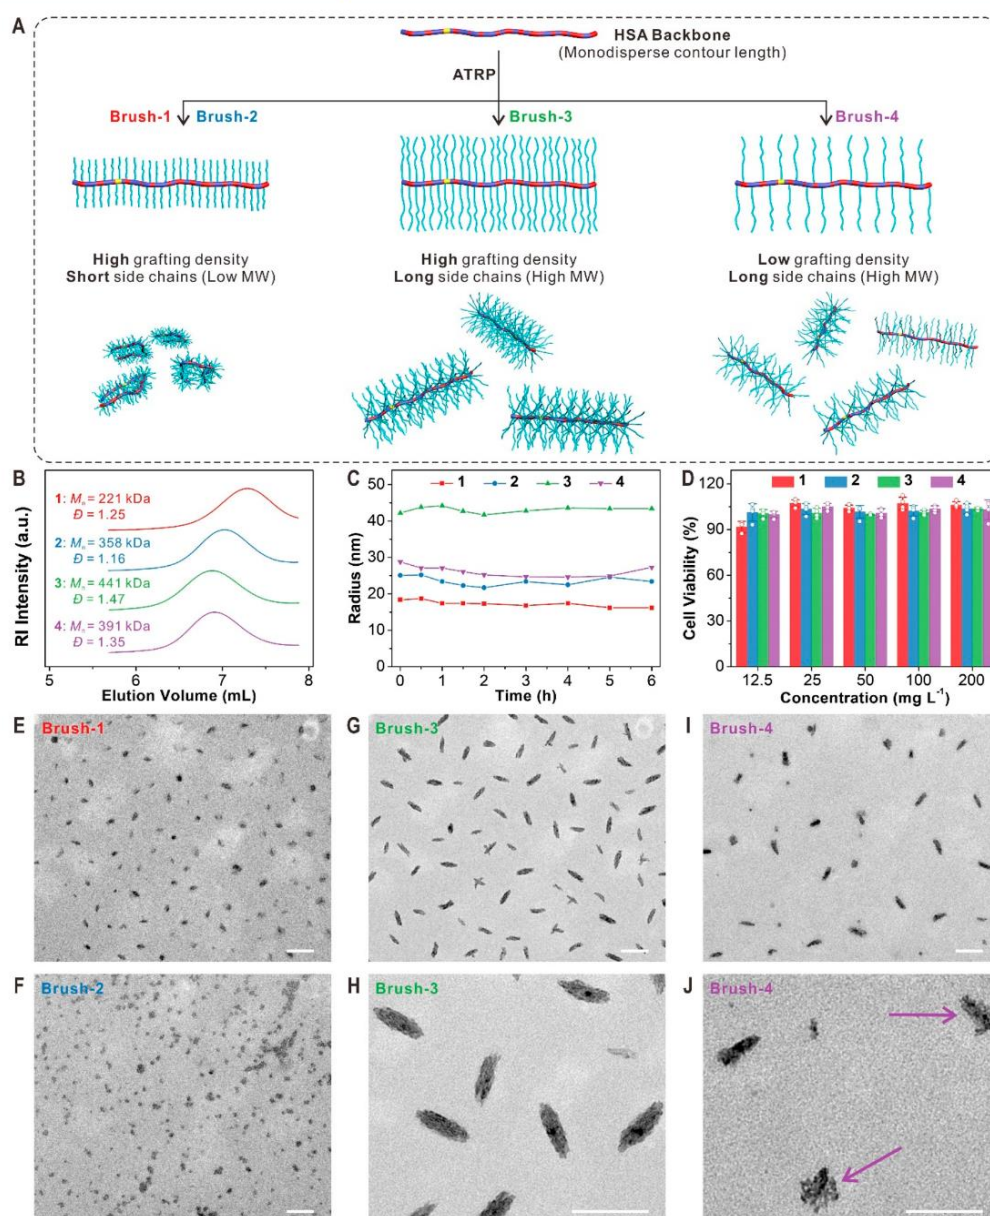 A
HSA Backbone
(Monodisperse contour length)
ATRP
Brush-1 Brush-2 Brush-3 Brush-4
High grafting density
Short side chains (Low MW)
High grafting density
Long side chains (High MW)
Low grafting density
Long side chains (High MW)
B
1: Mn = 221 kDa
Đ = 1.25
2: Mn = 358 kDa
Đ = 1.16
3: Mn = 441 kDa
Đ = 1.47
4: Mn = 391 kDa
Đ = 1.35
RI Intensity (a.u.)
5 6 7 8
Elution Volume (mL)
C
1 2 3 4
50
40
30
20
10
0
Radius (nm)
0 1 2 3 4 5 6
Time (h)
D
1 2 3 4
120
90
60
30
0
Cell Viability (%)
12.5 25 50 100 200
Concentration (mg L⁻¹)
E Brush-1
G Brush-3
I Brush-4
F Brush-2
H Brush-3
J Brush-4